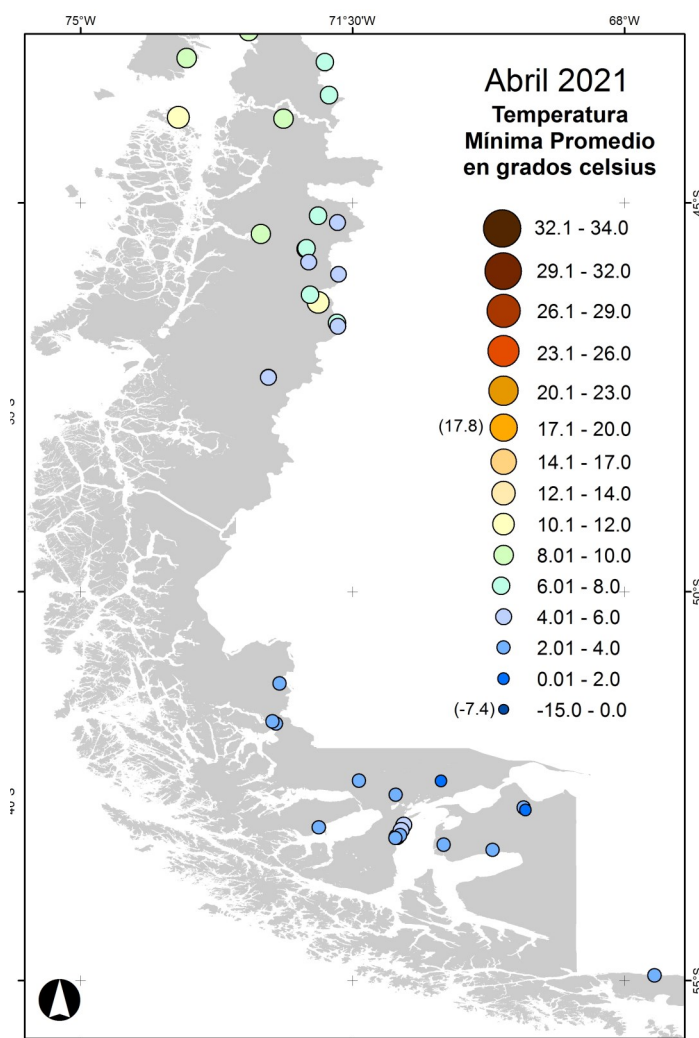 75°W 71°30'W 68°W
Abril 2021
Temperatura
Mínima Promedio
en grados celsius
45°S
32.1 - 34.0
29.1 - 32.0
26.1 - 29.0
23.1 - 26.0
20.1 - 23.0
(17.8) 17.1 - 20.0
14.1 - 17.0
12.1 - 14.0
10.1 - 12.0
8.01 - 10.0
50°S
6.01 - 8.0
4.01 - 6.0
2.01 - 4.0
0.01 - 2.0
(-7.4) -15.0 - 0.0
55°S